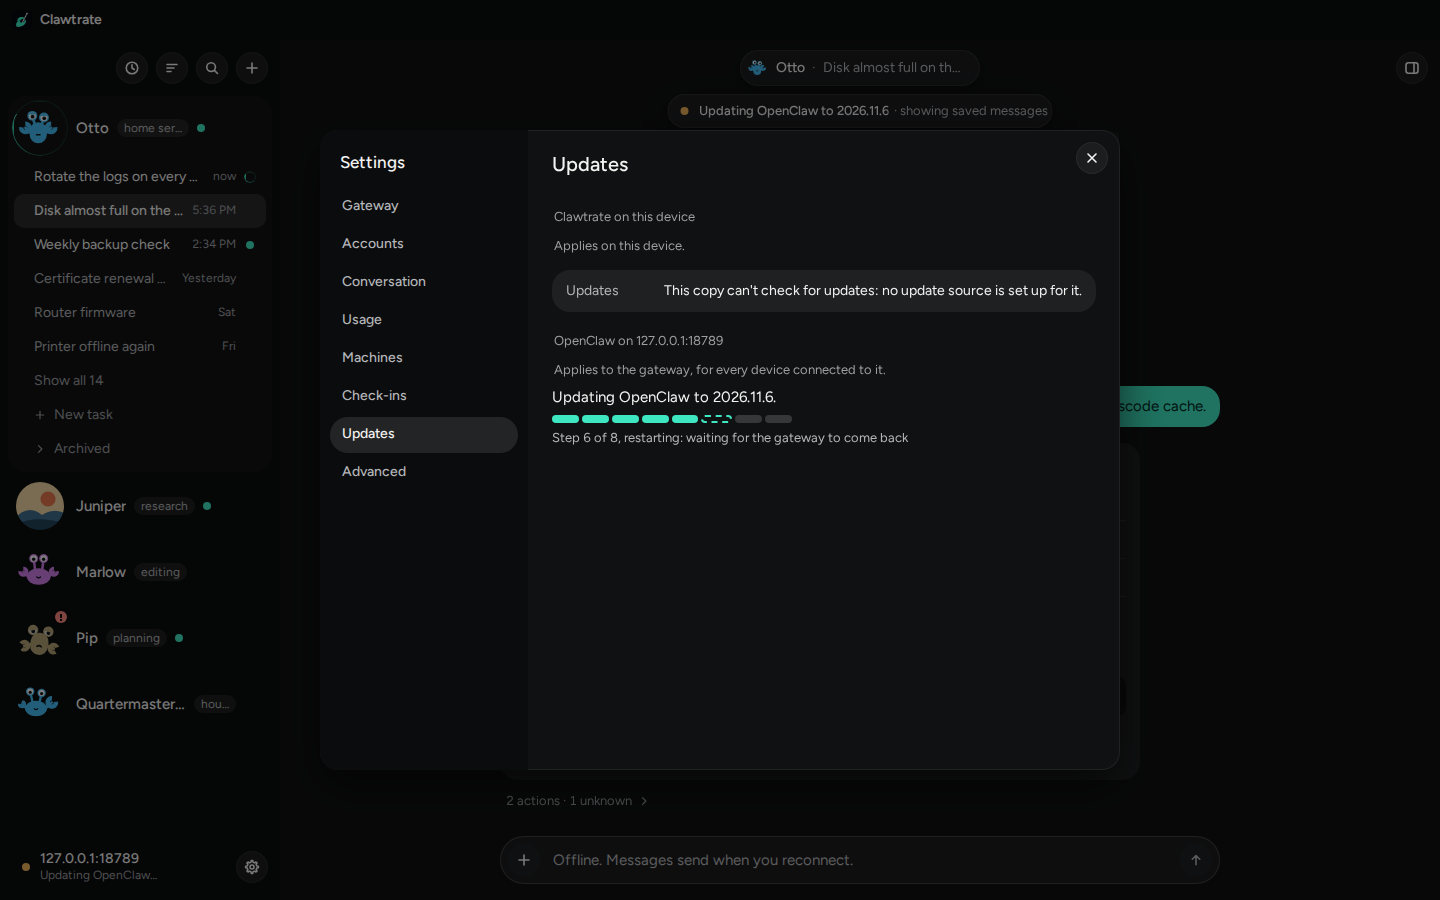 Clawtrate
Otto · Disk almost full on th...
Updating OpenClaw to 2026.11.6 · showing saved messages
Otto home ser...
Rotate the logs on every ... now
Disk almost full on the ... 5:36 PM
Weekly backup check 2:34 PM
Certificate renewal ... Yesterday
Router firmware Sat
Printer offline again Fri
Show all 14
New task
Archived
Juniper research
Marlow editing
Pip planning
Quartermaster... hou...
127.0.0.1:18789
Updating OpenClaw...
Settings
Gateway
Accounts
Conversation
Usage
Machines
Check-ins
Updates
Advanced
Updates
Clawtrate on this device
Applies on this device.
Updates This copy can't check for updates: no update source is set up for it.
OpenClaw on 127.0.0.1:18789
Applies to the gateway, for every device connected to it.
Updating OpenClaw to 2026.11.6.
Step 6 of 8, restarting: waiting for the gateway to come back
scode cache.
2 actions · 1 unknown
Offline. Messages send when you reconnect.